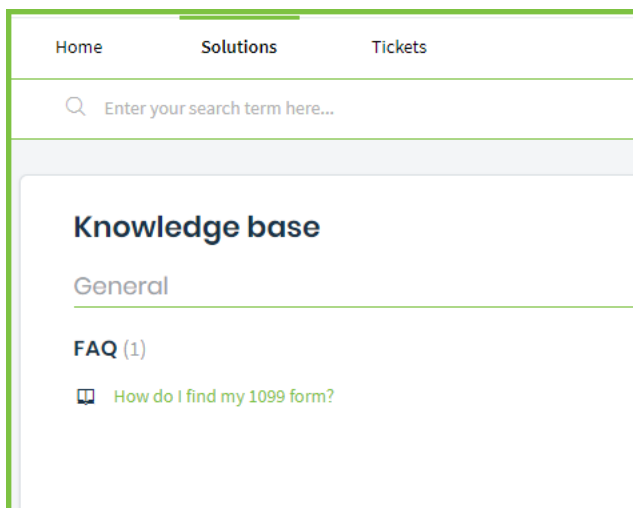 Home Solutions Tickets
Enter your search term here...
Knowledge base
General
FAQ (1)
How do I find my 1099 form?